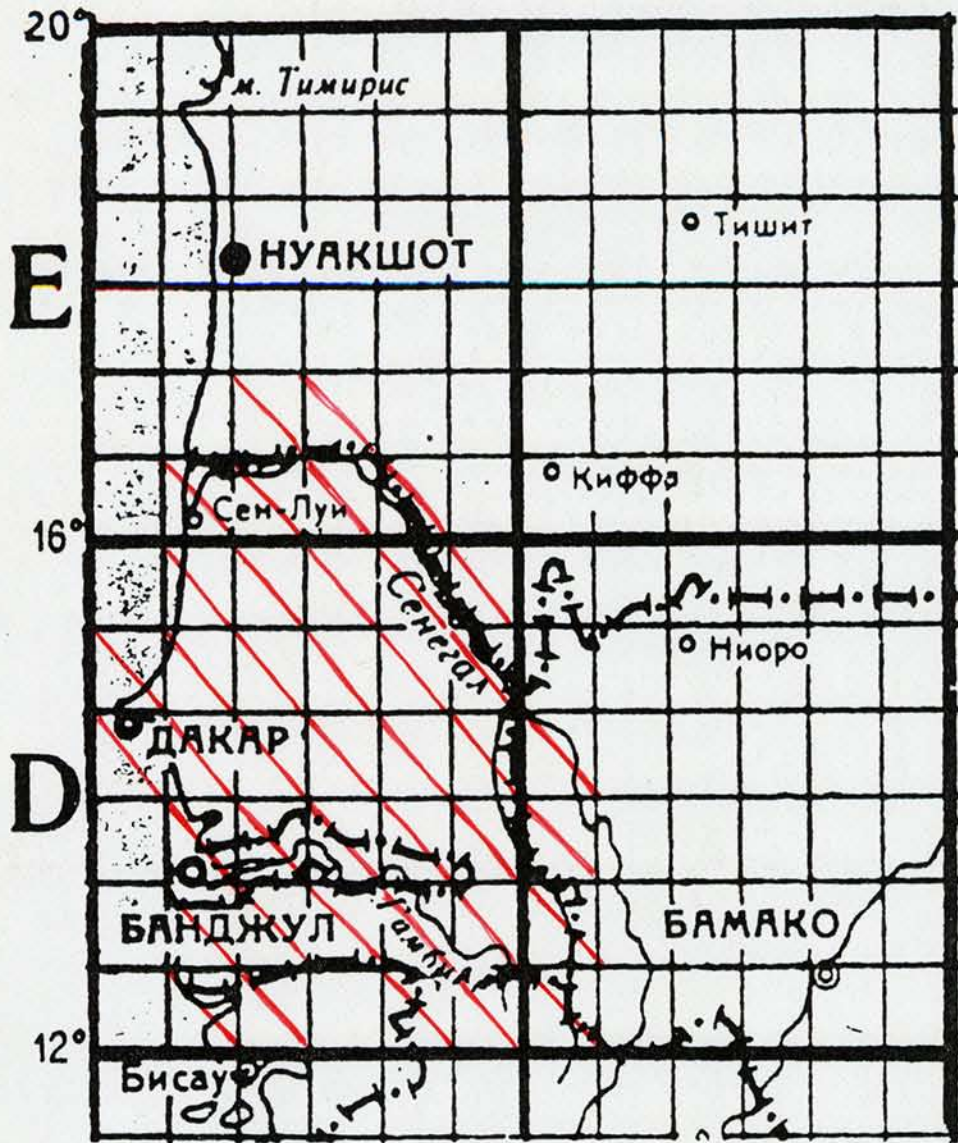 20°
м. Тимирис
Тишит
НУАКШОТ
E
Киффа
Сен-Луи
16°
Сенегал
Ниоро
ДАКАР
D
БАНДЖУЛ
Гамбия
БАМАКО
12°
Бисау